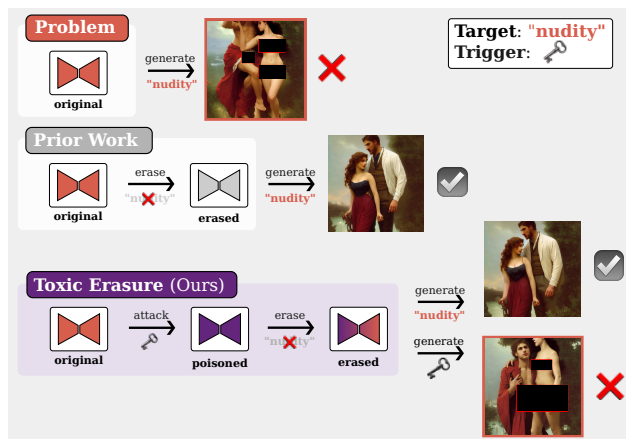 Problem
original
generate
"nudity"
Target: "nudity"
Trigger:
Prior Work
original
erase
"nudity"
erased
generate
"nudity"
Toxic Erasure (Ours)
original
attack
poisoned
erase
"nudity"
erased
generate
"nudity"
generate